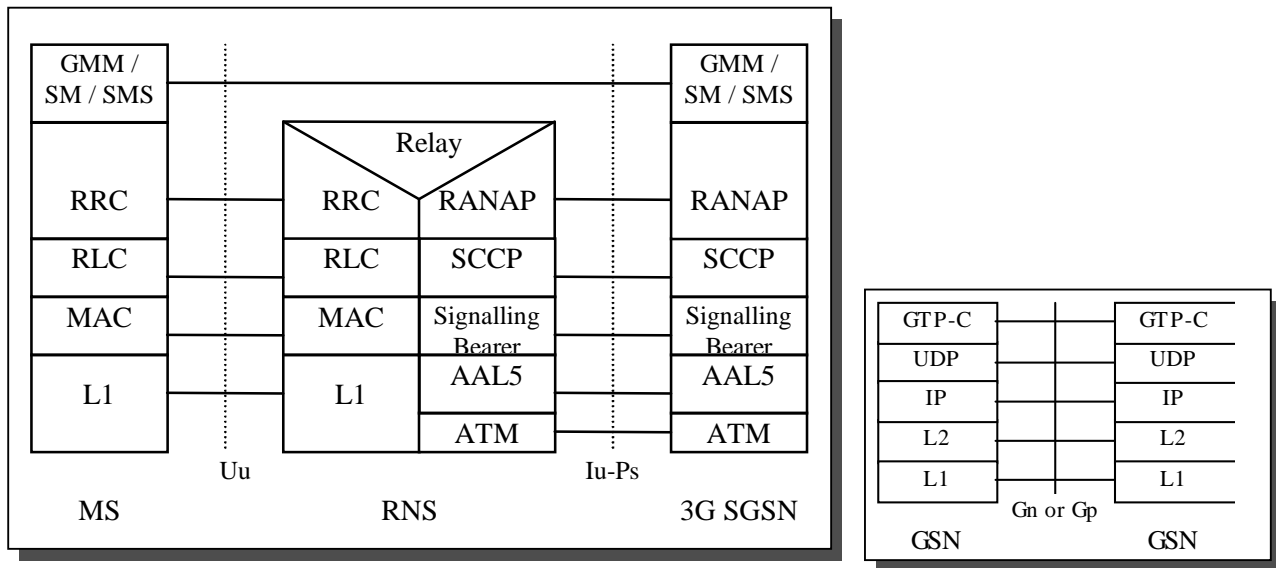 GMM /
SM / SMS
GMM /
SM / SMS
Relay
RRC
RRC
RANAP
RANAP
RLC
RLC
SCCP
SCCP
MAC
MAC
Signalling
Bearer
Signalling
Bearer
L1
L1
AAL5
AAL5
ATM
ATM
Uu
Iu-Ps
MS
RNS
3G SGSN
GTP-C
GTP-C
UDP
UDP
IP
IP
L2
L2
L1
L1
Gn or Gp
GSN
GSN